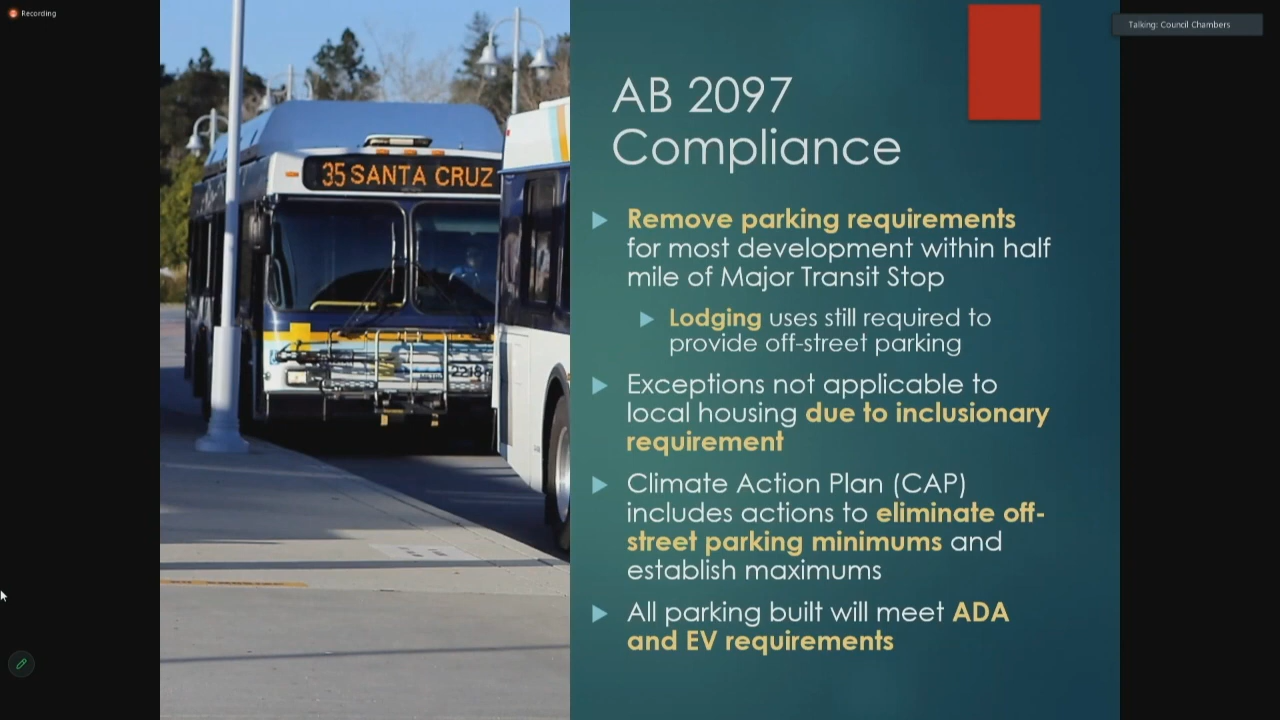 Recording
Talking: Council Chambers
35 SANTA CRUZ
AB 2097
Compliance
Remove parking requirements
for most development within half
mile of Major Transit Stop
Lodging uses still required to
provide off-street parking
Exceptions not applicable to
local housing due to inclusionary
requirement
Climate Action Plan (CAP)
includes actions to eliminate off-
street parking minimums and
establish maximums
All parking built will meet ADA
and EV requirements